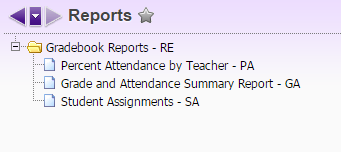 Reports
Gradebook Reports - RE
Percent Attendance by Teacher - PA
Grade and Attendance Summary Report - GA
Student Assignments - SA